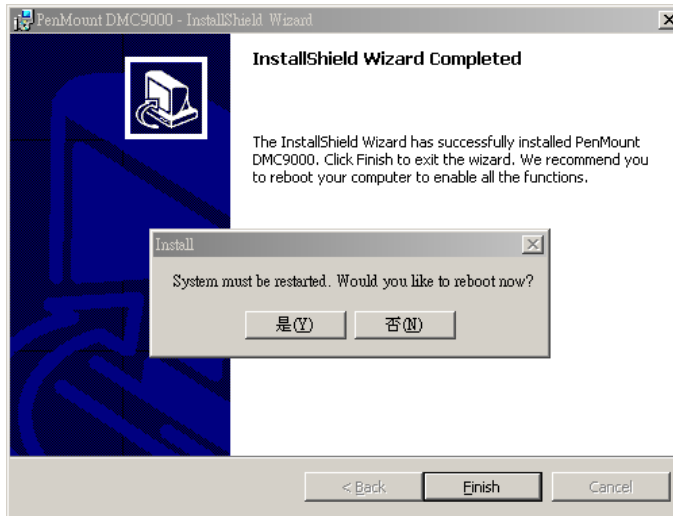 PenMount DMC9000 - InstallShield Wizard
InstallShield Wizard Completed
The InstallShield Wizard has successfully installed PenMount
DMC9000. Click Finish to exit the wizard. We recommend you
to reboot your computer to enable all the functions.
Install
System must be restarted. Would you like to reboot now?
是(Y) 否(N)
< Back Finish Cancel